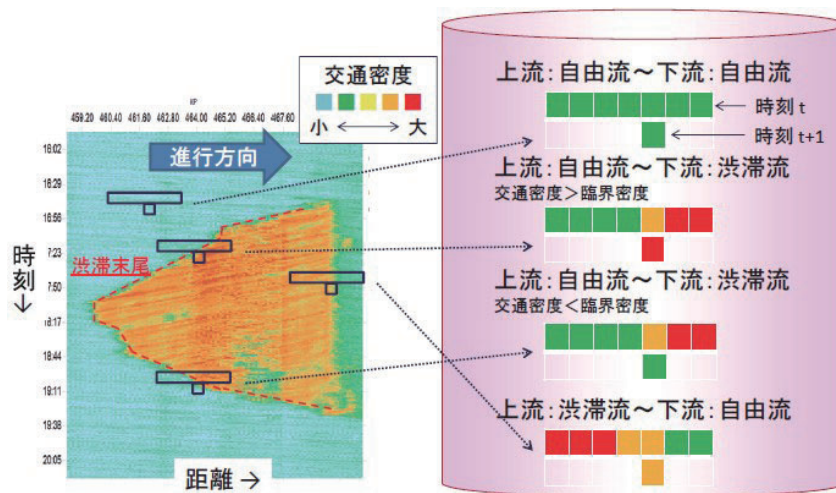 交通密度
小 ←→ 大
KP
459.20 460.40 461.60 462.80 464.00 465.20 466.40 467.60
進行方向
18:02
18:29
16:56
7:23
7:50
18:17
18:44
19:11
19:38
20:05
時刻→
渋滞末尾
距離→
上流:自由流~下流:自由流
時刻 t
時刻 t+1
上流:自由流~下流:渋滞流
交通密度>臨界密度
上流:自由流~下流:渋滞流
交通密度<臨界密度
上流:渋滞流~下流:自由流